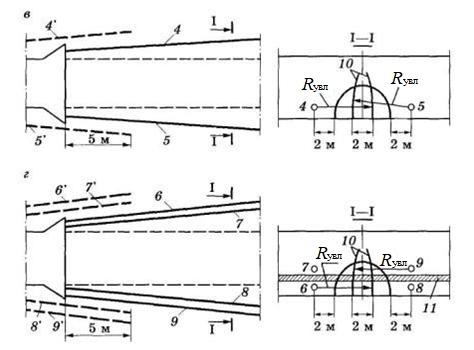 в
4' 4 I I—I
10
Rувл Rувл
4 5
5' 5 м 5 I 2 м 2 м 2 м
г
6' 7' 6 I I—I
7 10
Rувл Rувл
7 9
8 6 8
8' 9' 5 м 9 I 2 м 2 м 2 м 11